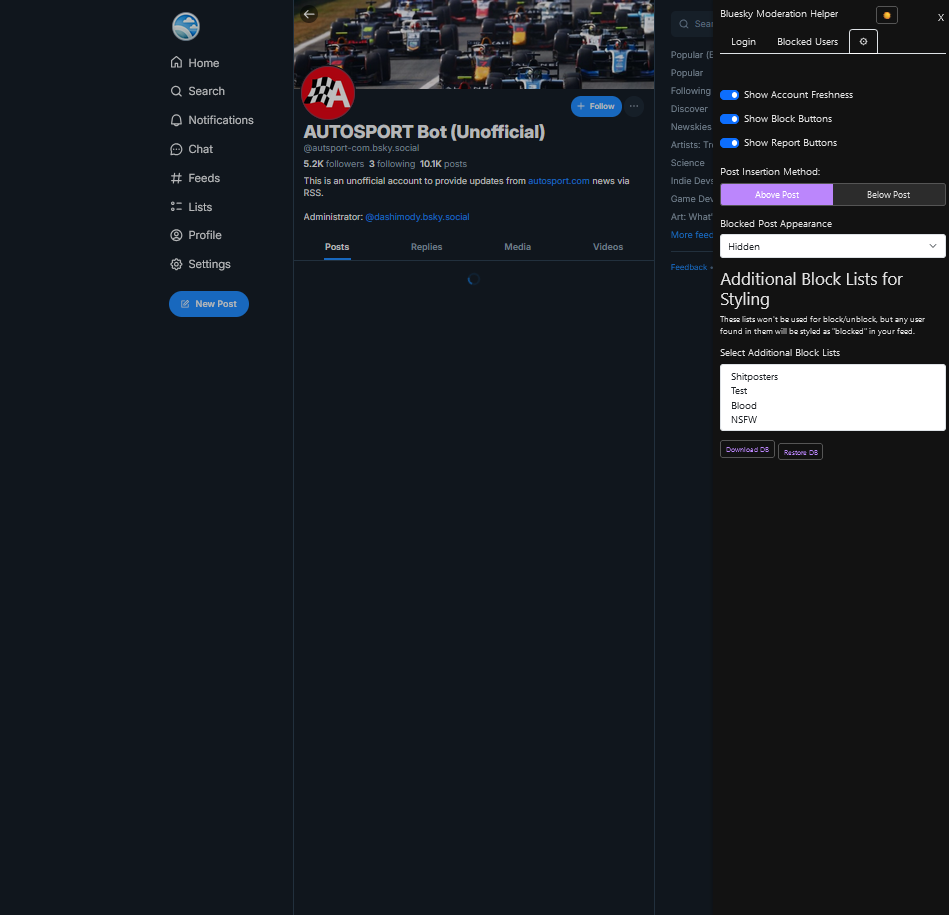 Home
Search
Notifications
Chat
Feeds
Lists
Profile
Settings
New Post
Follow
AUTOSPORT Bot (Unofficial)
@autosport-com.bsky.social
5.2K followers 3 following 10.1K posts
This is an unofficial account to provide updates from autosport.com news via
RSS.
Administrator: @dashimody.bsky.social
Posts Replies Media Videos
Popular
Following
Discover
Newskies
Artists:
Science
Indie
Game
Art: What'
More
Feedback
Bluesky Moderation Helper
X
Login Blocked Users
Show Account Freshness
Show Block Buttons
Show Report Buttons
Post Insertion Method:
Above Post Below Post
Blocked Post Appearance
Hidden
Additional Block Lists for
Styling
These lists won't be used for block/unblock, but any user
found in them will be styled as "blocked" in your feed.
Select Additional Block Lists
Shitposters
Test
Blood
NSFW
Download DB Restore DB